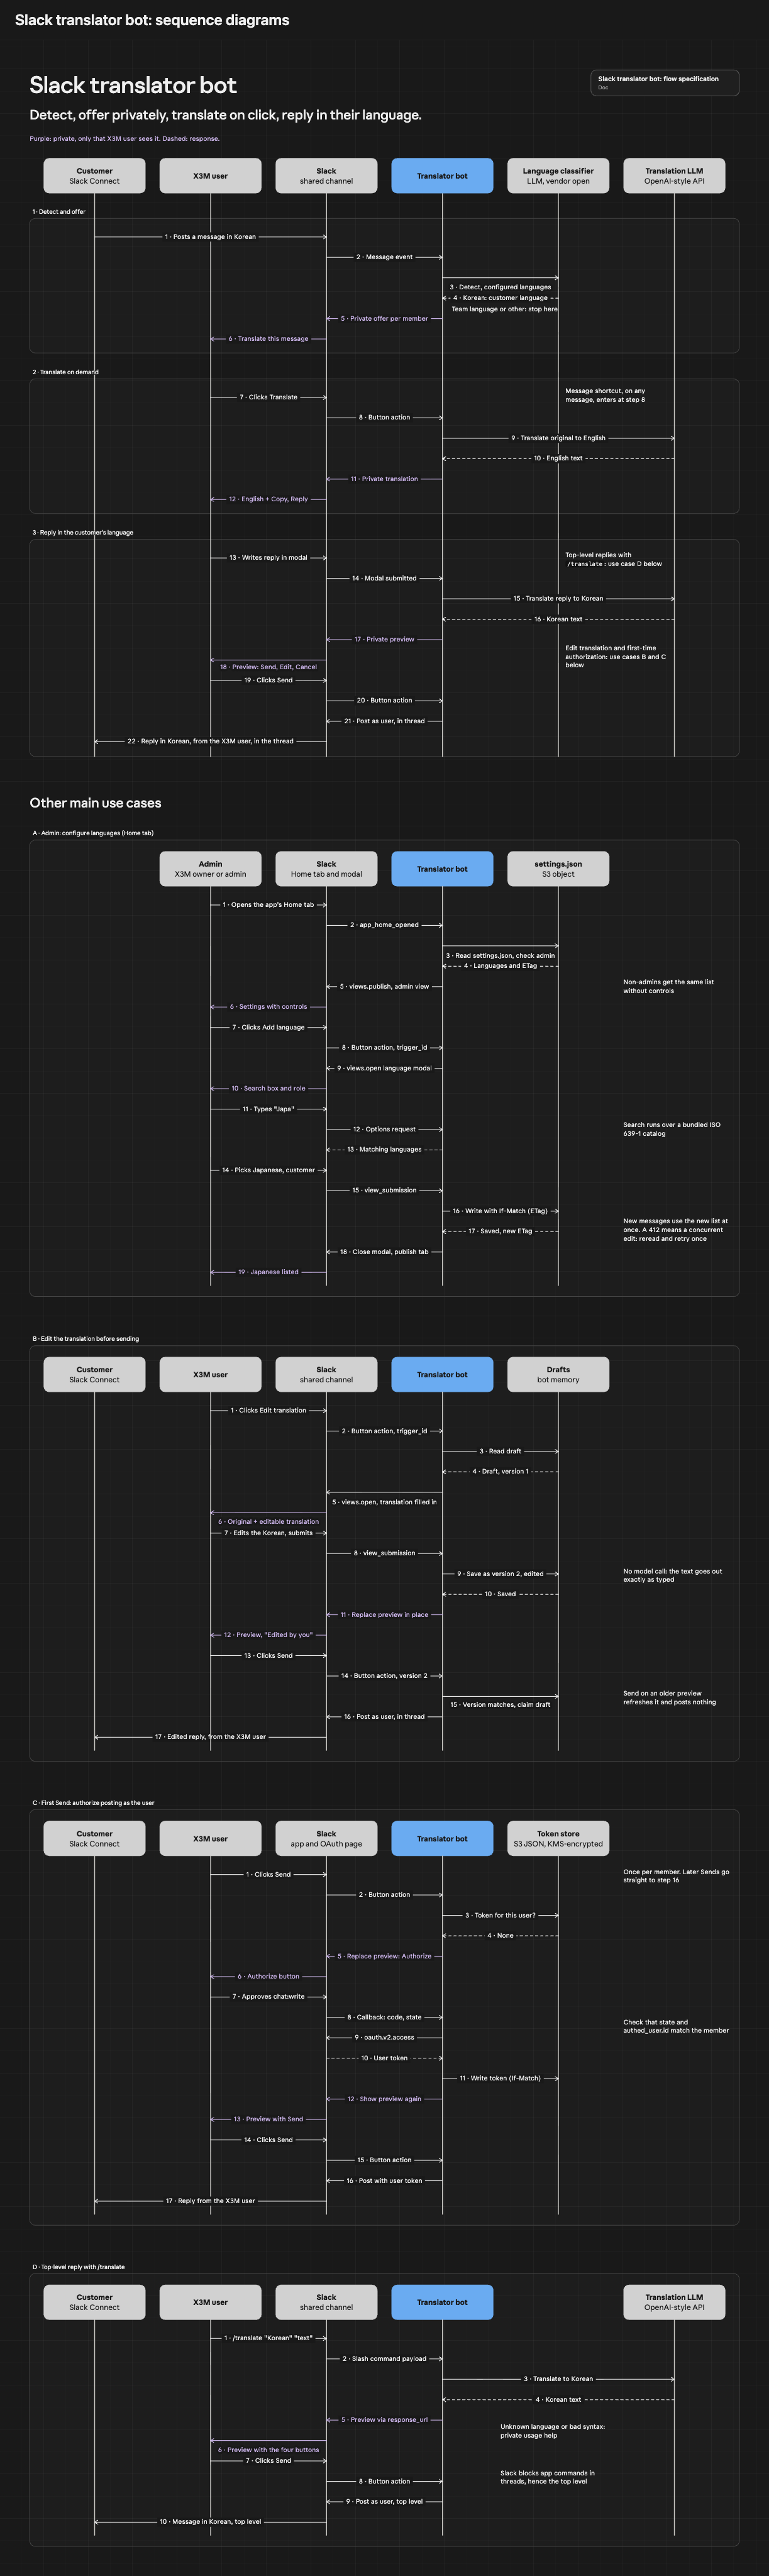 Slack translator bot: sequence diagrams
Slack translator bot
Slack translator bot: flow specification
Doc
Detect, offer privately, translate on click, reply in their language.
Purple: private, only that X3M user sees it. Dashed: response.
Customer
Slack Connect
X3M user
Slack
shared channel
Translator bot
Language classifier
LLM, vendor open
Translation LLM
OpenAI-style API
1 · Detect and offer
1 · Posts a message in Korean
2 · Message event
3 · Detect, configured languages
4 · Korean: customer language
Team language or other: stop here
5 · Private offer per member
6 · Translate this message
2 · Translate on demand
Message shortcut, on any
message, enters at step 8
7 · Clicks Translate
8 · Button action
9 · Translate original to English
10 · English text
11 · Private translation
12 · English + Copy, Reply
3 · Reply in the customer's language
Top-level replies with
/translate: use case D below
13 · Writes reply in modal
14 · Modal submitted
15 · Translate reply to Korean
16 · Korean text
17 · Private preview
Edit translation and first-time
authorization: use cases B and C
below
18 · Preview: Send, Edit, Cancel
19 · Clicks Send
20 · Button action
21 · Post as user, in thread
22 · Reply in Korean, from the X3M user, in the thread
Other main use cases
A · Admin: configure languages (Home tab)
Admin
X3M owner or admin
Slack
Home tab and modal
Translator bot
settings.json
S3 object
1 · Opens the app's Home tab
2 · app_home_opened
3 · Read settings.json, check admin
4 · Languages and ETag
5 · views.publish, admin view
Non-admins get the same list
without controls
6 · Settings with controls
7 · Clicks Add language
8 · Button action, trigger_id
9 · views.open language modal
10 · Search box and role
11 · Types "Japa"
12 · Options request
Search runs over a bundled ISO
639-1 catalog
13 · Matching languages
14 · Picks Japanese, customer
15 · view_submission
16 · Write with If-Match (ETag)
17 · Saved, new ETag
New messages use the new list at
once. A 412 means a concurrent
edit: reread and retry once
18 · Close modal, publish tab
19 · Japanese listed
B · Edit the translation before sending
Customer
Slack Connect
X3M user
Slack
shared channel
Translator bot
Drafts
bot memory
1 · Clicks Edit translation
2 · Button action, trigger_id
3 · Read draft
4 · Draft, version 1
5 · views.open, translation filled in
6 · Original + editable translation
7 · Edits the Korean, submits
8 · view_submission
9 · Save as version 2, edited
No model call: the text goes out
exactly as typed
10 · Saved
11 · Replace preview in place
12 · Preview, "Edited by you"
13 · Clicks Send
14 · Button action, version 2
15 · Version matches, claim draft
Send on an older preview
refreshes it and posts nothing
16 · Post as user, in thread
17 · Edited reply, from the X3M user
C · First Send: authorize posting as the user
Customer
Slack Connect
X3M user
Slack
app and OAuth page
Translator bot
Token store
S3 JSON, KMS-encrypted
1 · Clicks Send
Once per member. Later Sends go
straight to step 16
2 · Button action
3 · Token for this user?
4 · None
5 · Replace preview: Authorize
6 · Authorize button
7 · Approves chat:write
8 · Callback: code, state
Check that state and
authed_user.id match the member
9 · oauth.v2.access
10 · User token
11 · Write token (If-Match)
12 · Show preview again
13 · Preview with Send
14 · Clicks Send
15 · Button action
16 · Post with user token
17 · Reply from the X3M user
D · Top-level reply with /translate
Customer
Slack Connect
X3M user
Slack
shared channel
Translator bot
Translation LLM
OpenAI-style API
1 · /translate "Korean" "text"
2 · Slash command payload
3 · Translate to Korean
4 · Korean text
5 · Preview via response_url
Unknown language or bad syntax:
private usage help
6 · Preview with the four buttons
7 · Clicks Send
Slack blocks app commands in
threads, hence the top level
8 · Button action
9 · Post as user, top level
10 · Message in Korean, top level